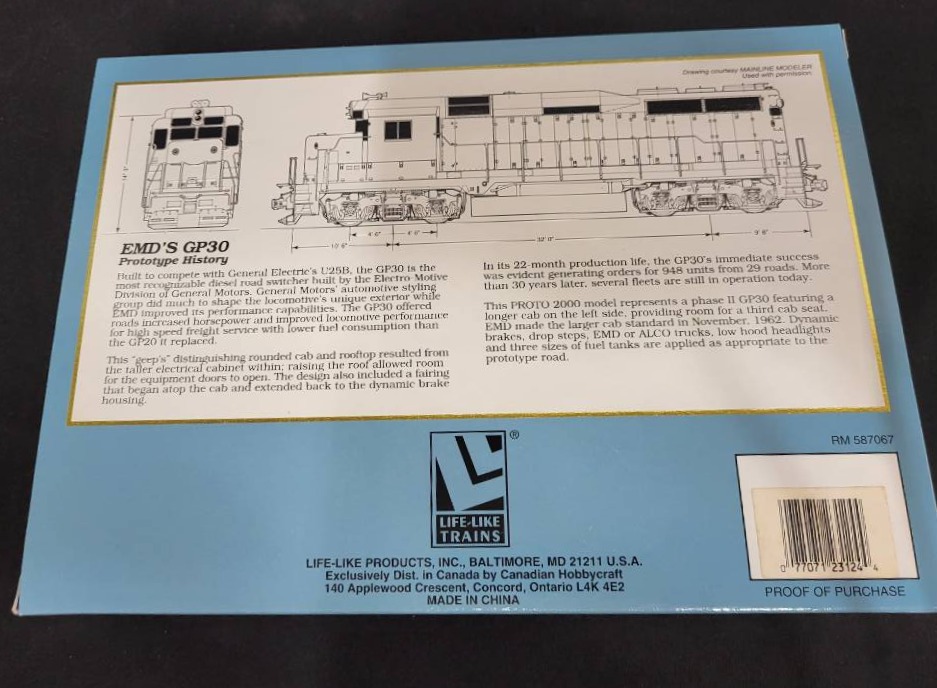 Drawing courtesy MAINLINE MODELER
Used with permission.
10' 6"
32' 0"
9' 6"
EMD'S GP30
Prototype History
Built to compete with General Electric's U25B, the GP30 is the
most recognizable diesel road switcher built by the Electro Motive
Division of General Motors. General Motors' automotive styling
group did much to shape the locomotive's unique exterior while
EMD improved its performance capabilities. The GP30 offered
roads increased horsepower and improved locomotive performance
for high speed freight service with lower fuel consumption than
the GP20 it replaced.
This "geep's" distinguishing rounded cab and rooftop resulted from
the taller electrical cabinet within; raising the roof allowed room
for the equipment doors to open. The design also included a fairing
that began atop the cab and extended back to the dynamic brake
housing.
In its 22-month production life, the GP30's immediate success
was evident generating orders for 948 units from 29 roads. More
than 30 years later, several fleets are still in operation today.
This PROTO 2000 model represents a phase II GP30 featuring a
longer cab on the left side, providing room for a third cab seat.
EMD made the larger cab standard in November, 1962. Dynamic
brakes, drop steps, EMD or ALCO trucks, low hood headlights
and three sizes of fuel tanks are applied as appropriate to the
prototype road.
®
LIFE-LIKE
TRAINS
LIFE-LIKE PRODUCTS, INC., BALTIMORE, MD 21211 U.S.A.
Exclusively Dist. in Canada by Canadian Hobbycraft
140 Applewood Crescent, Concord, Ontario L4K 4E2
MADE IN CHINA
RM 587067
0 77071 23124 4
PROOF OF PURCHASE